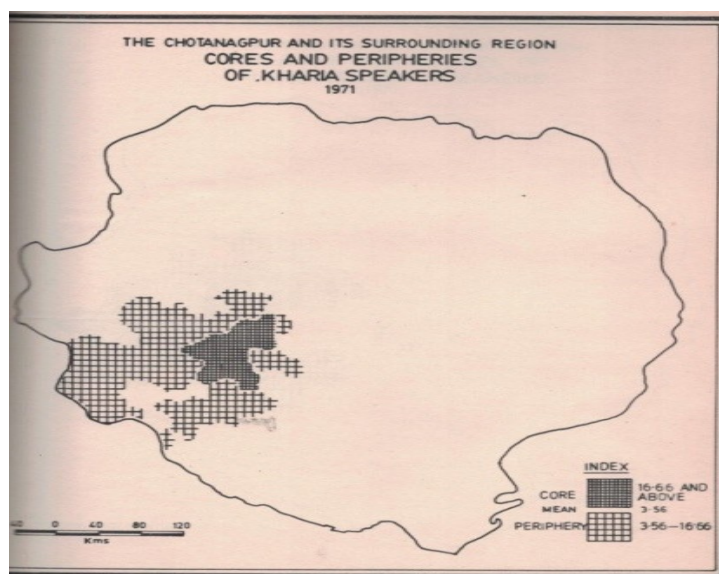 THE CHOTANAGPUR AND ITS SURROUNDING REGION
CORES AND PERIPHERIES
OF KHARIA SPEAKERS
1971
INDEX
CORE 16·66 AND ABOVE
MEAN 3·56
PERIPHERY 3·56—16·66
40 0 40 80 120
Kms